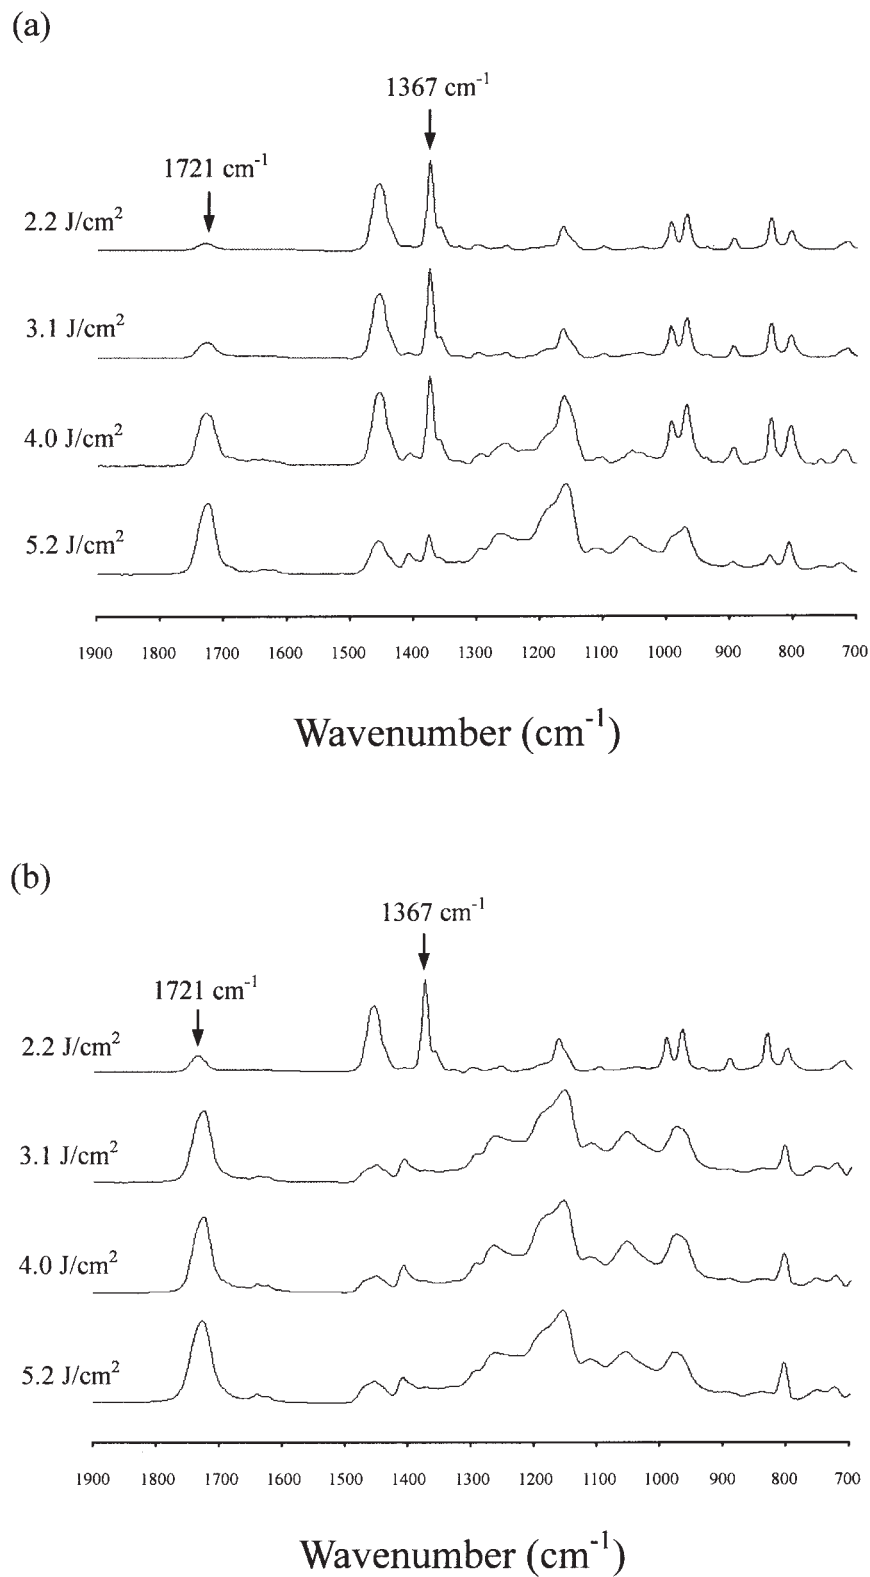 (a)
1367 cm⁻¹
1721 cm⁻¹
2.2 J/cm²
3.1 J/cm²
4.0 J/cm²
5.2 J/cm²
1900 1800 1700 1600 1500 1400 1300 1200 1100 1000 900 800 700
Wavenumber (cm⁻¹)
(b)
1367 cm⁻¹
1721 cm⁻¹
2.2 J/cm²
3.1 J/cm²
4.0 J/cm²
5.2 J/cm²
1900 1800 1700 1600 1500 1400 1300 1200 1100 1000 900 800 700
Wavenumber (cm⁻¹)